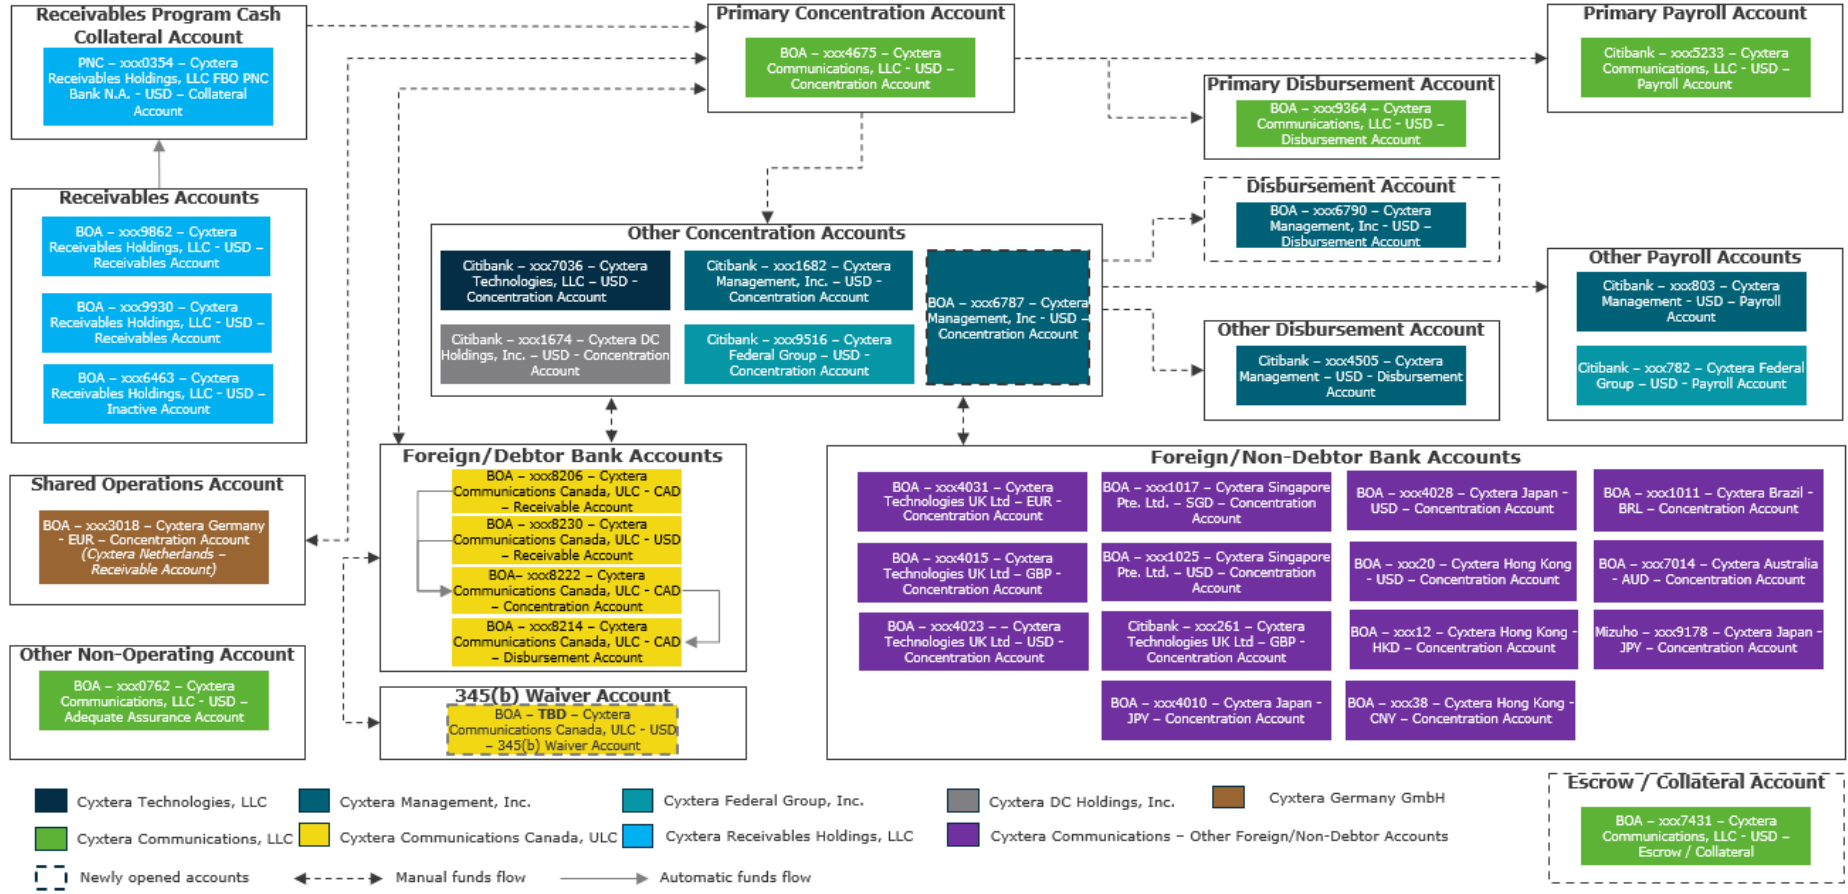 Receivables Program Cash
Collateral Account
PNC – xxx0354 – Cyxtera
Receivables Holdings, LLC FBO PNC
Bank N.A. - USD – Collateral
Account
Primary Concentration Account
BOA – xxx4675 – Cyxtera
Communications, LLC - USD –
Concentration Account
Primary Payroll Account
Citibank – xxx5233 – Cyxtera
Communications, LLC - USD –
Payroll Account
Primary Disbursement Account
BOA – xxx9364 – Cyxtera
Communications, LLC - USD –
Disbursement Account
Receivables Accounts
BOA – xxx9862 – Cyxtera
Receivables Holdings, LLC - USD –
Receivables Account
BOA – xxx9930 – Cyxtera
Receivables Holdings, LLC - USD –
Receivables Account
BOA – xxx6463 – Cyxtera
Receivables Holdings, LLC - USD –
Inactive Account
Other Concentration Accounts
Citibank – xxx7036 – Cyxtera
Technologies, LLC – USD -
Concentration Account
Citibank – xxx1682 – Cyxtera
Management, Inc. – USD -
Concentration Account
BOA – xxx6787 – Cyxtera
Management, Inc - USD –
Concentration Account
Citibank – xxx1674 – Cyxtera DC
Holdings, Inc. – USD - Concentration
Account
Citibank – xxx9516 – Cyxtera
Federal Group – USD -
Concentration Account
Disbursement Account
BOA – xxx6790 – Cyxtera
Management, Inc - USD –
Disbursement Account
Other Payroll Accounts
Citibank – xxx803 – Cyxtera
Management - USD – Payroll
Account
Citibank – xxx782 – Cyxtera Federal
Group – USD - Payroll Account
Other Disbursement Account
Citibank – xxx4505 – Cyxtera
Management – USD - Disbursement
Account
Foreign/Debtor Bank Accounts
BOA – xxx8206 – Cyxtera
Communications Canada, ULC - CAD
– Receivable Account
BOA – xxx8230 – Cyxtera
Communications Canada, ULC - USD
– Receivable Account
BOA– xxx8222 – Cyxtera
Communications Canada, ULC - CAD
– Concentration Account
BOA – xxx8214 – Cyxtera
Communications Canada, ULC - CAD
– Disbursement Account
Foreign/Non-Debtor Bank Accounts
BOA – xxx4031 – Cyxtera
Technologies UK Ltd – EUR -
Concentration Account
BOA – xxx1017 – Cyxtera Singapore
Pte. Ltd. – SGD – Concentration
Account
BOA – xxx4028 – Cyxtera Japan -
USD – Concentration Account
BOA – xxx1011 – Cyxtera Brazil -
BRL – Concentration Account
BOA – xxx4015 – Cyxtera
Technologies UK Ltd – GBP -
Concentration Account
BOA – xxx1025 – Cyxtera Singapore
Pte. Ltd. – USD – Concentration
Account
BOA – xxx20 – Cyxtera Hong Kong
- USD – Concentration Account
BOA – xxx7014 – Cyxtera Australia
- AUD – Concentration Account
BOA – xxx4023 – – Cyxtera
Technologies UK Ltd – USD -
Concentration Account
Citibank – xxx261 – Cyxtera
Technologies UK Ltd – GBP -
Concentration Account
BOA – xxx12 – Cyxtera Hong Kong -
HKD – Concentration Account
Mizuho – xxx9178 – Cyxtera Japan -
JPY – Concentration Account
BOA – xxx4010 – Cyxtera Japan -
JPY – Concentration Account
BOA – xxx38 – Cyxtera Hong Kong -
CNY – Concentration Account
Shared Operations Account
BOA – xxx3018 – Cyxtera Germany
- EUR – Concentration Account
(Cyxtera Netherlands –
Receivable Account)
Other Non-Operating Account
BOA – xxx0762 – Cyxtera
Communications, LLC - USD –
Adequate Assurance Account
345(b) Waiver Account
BOA – TBD – Cyxtera
Communications Canada, ULC - USD
– 345(b) Waiver Account
Escrow / Collateral Account
BOA – xxx7431 – Cyxtera
Communications, LLC - USD –
Escrow / Collateral
Cyxtera Technologies, LLC
Cyxtera Management, Inc.
Cyxtera Federal Group, Inc.
Cyxtera DC Holdings, Inc.
Cyxtera Germany GmbH
Cyxtera Communications, LLC
Cyxtera Communications Canada, ULC
Cyxtera Receivables Holdings, LLC
Cyxtera Communications – Other Foreign/Non-Debtor Accounts
Newly opened accounts
Manual funds flow
Automatic funds flow